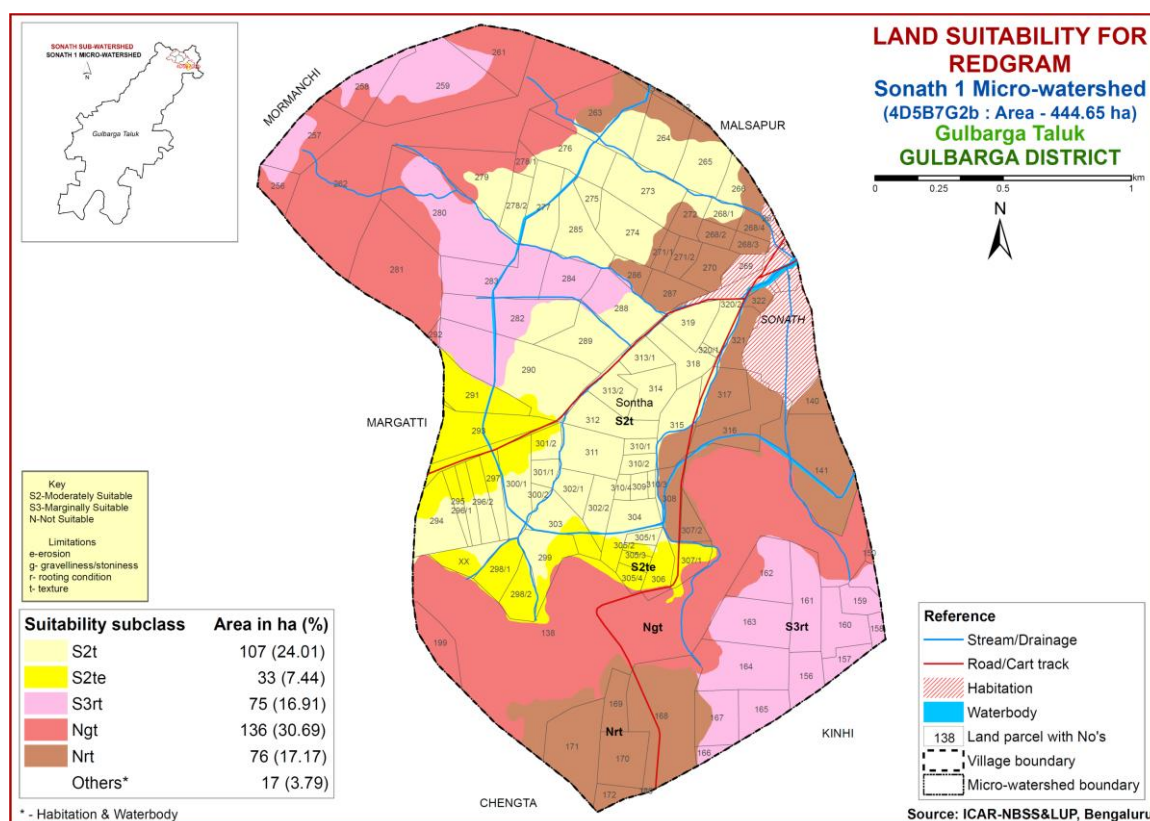 SONATH SUB-WATERSHED
SONATH 1 MICRO-WATERSHED
N
Gulbarga Taluk
LAND SUITABILITY FOR
REDGRAM
Sonath 1 Micro-watershed
(4D5B7G2b : Area - 444.65 ha)
Gulbarga Taluk
GULBARGA DISTRICT
km
0 0.25 0.5 1
N
MORMANCHI
MALSAPUR
261
258 259
263
257
264
276
265
278/1
256 262
279
273
266
280
278/2 277
275
272 268/1
285
274
268/2 268/4
268/3
271/1 271/2 270 269
281
283 284 286
287
288
320/2 322
282
319
SONATH
289
321
320/1
313/1
318
290
314
291
313/2
317
140
Sontha
312 S2t
MARGATTI
293
315 316
301/2
310/1
311
310/2
141
297 301/1
295 296/2 300/1
302/1
310/4 309 310/3
296/1
300/2
308
294
302/2
303 304
307/2
305/1
305/2
299
305/3
XX 298/1
S2te 307/1
305/4 306
162
298/2
161 159
136
Ngt
163 S3rt 160
158
199
157
164
156
169
168
165
167
Nrt
171
170
166
KINHI
172
CHENGTA
Key
S2-Moderately Suitable
S3-Marginally Suitable
N-Not Suitable
Limitations
e-erosion
g- gravelliness/stoniness
r- rooting condition
t- texture
Suitability subclass Area in ha (%)
S2t 107 (24.01)
S2te 33 (7.44)
S3rt 75 (16.91)
Ngt 136 (30.69)
Nrt 76 (17.17)
Others* 17 (3.79)
* - Habitation & Waterbody
Reference
Stream/Drainage
Road/Cart track
Habitation
Waterbody
138 Land parcel with No's
Village boundary
Micro-watershed boundary
Source: ICAR-NBSS&LUP, Bengaluru